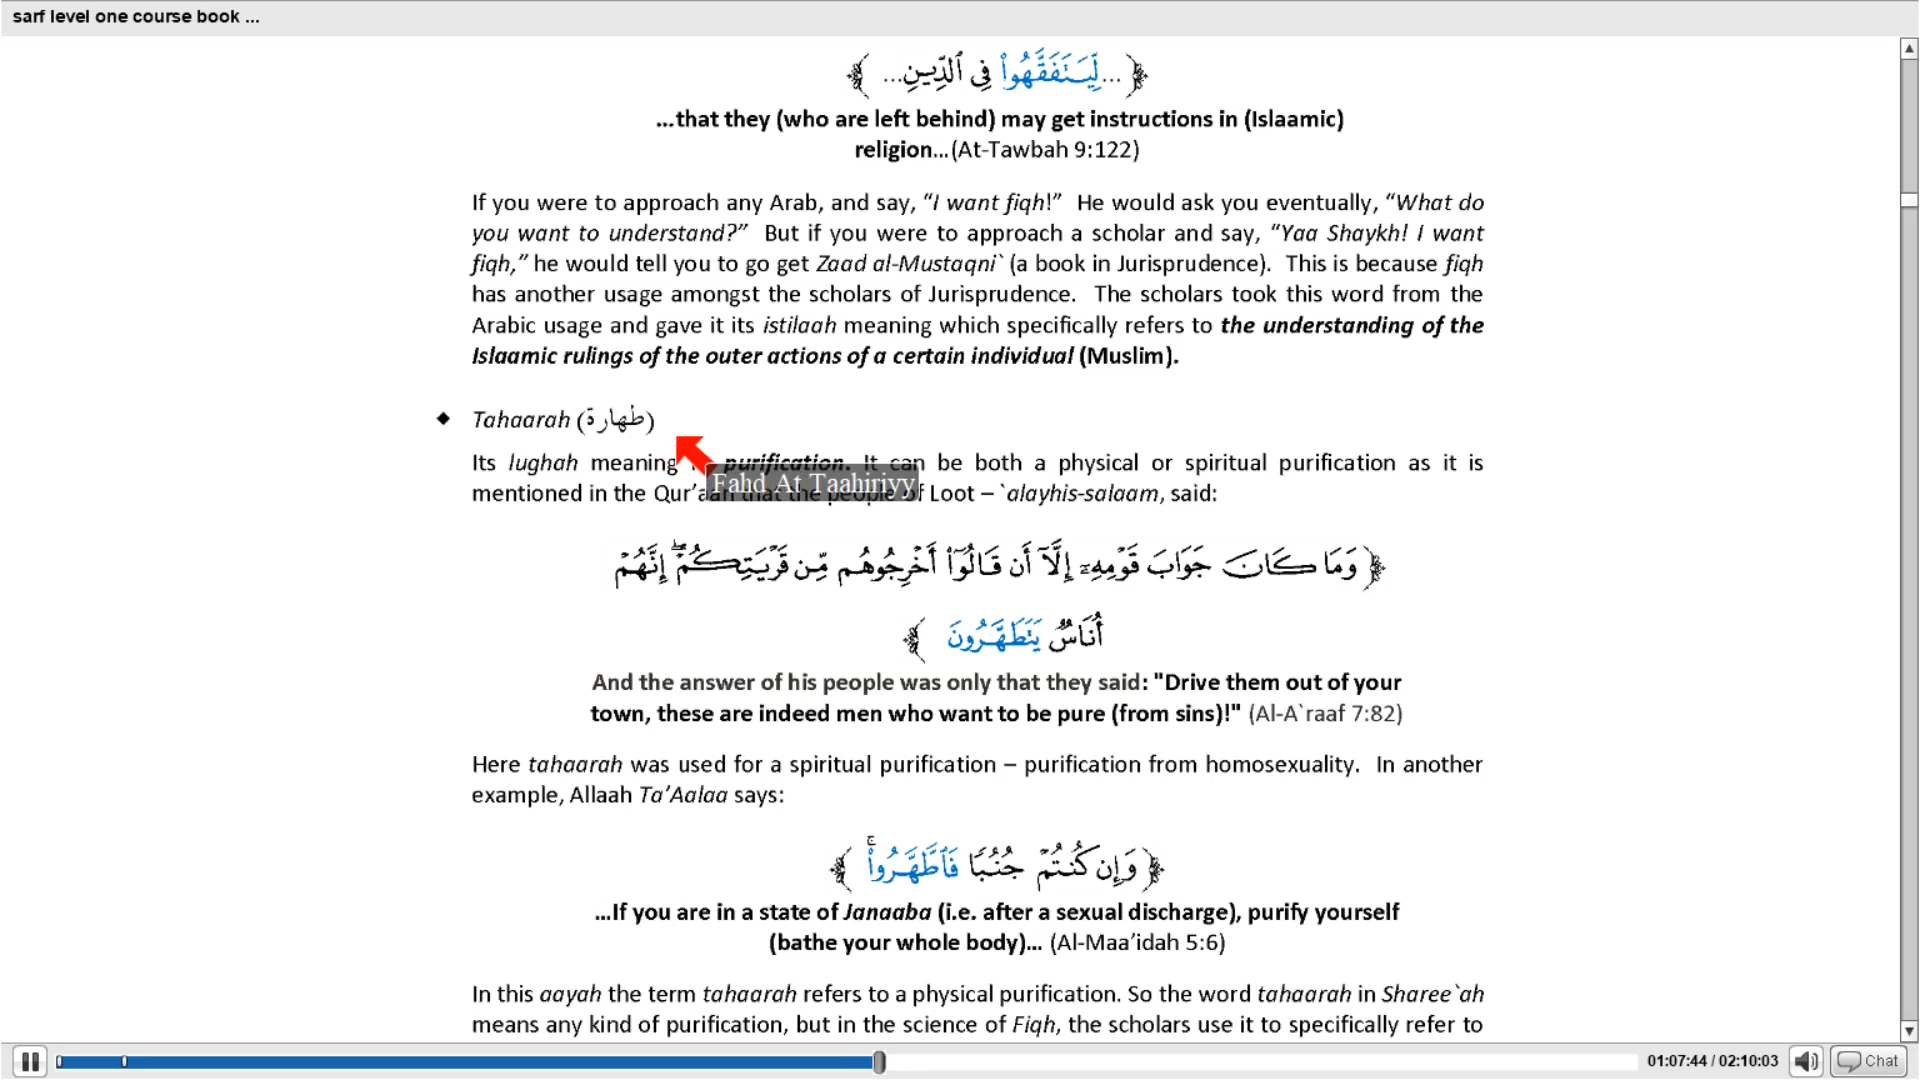 sarf level one course book ...
﴿ ...لِّيَتَفَقَّهُوا۟ فِى ٱلدِّينِ... ﴾
...that they (who are left behind) may get instructions in (Islaamic)
religion...(At-Tawbah 9:122)
If you were to approach any Arab, and say, “I want fiqh!” He would ask you eventually, “What do
you want to understand?” But if you were to approach a scholar and say, “Yaa Shaykh! I want
fiqh,” he would tell you to go get Zaad al-Mustaqni` (a book in Jurisprudence). This is because fiqh
has another usage amongst the scholars of Jurisprudence. The scholars took this word from the
Arabic usage and gave it its istilaah meaning which specifically refers to the understanding of the
Islaamic rulings of the outer actions of a certain individual (Muslim).
◆ Tahaarah (طهارة)
Its lughah meaning purification. It can be both a physical or spiritual purification as it is
Fahd At Taahiriyy
mentioned in the Qur’aan that the people of Loot – `alayhis-salaam, said:
﴿ وَمَا كَانَ جَوَابَ قَوْمِهِۦٓ إِلَّآ أَن قَالُوٓا۟ أَخْرِجُوهُم مِّن قَرْيَتِكُمْ ۖ إِنَّهُمْ
أُنَاسٌ يَتَطَهَّرُونَ ﴾
And the answer of his people was only that they said: "Drive them out of your
town, these are indeed men who want to be pure (from sins)!" (Al-A`raaf 7:82)
Here tahaarah was used for a spiritual purification – purification from homosexuality. In another
example, Allaah Ta’Aalaa says:
﴿ وَإِن كُنتُمْ جُنُبًا فَٱطَّهَّرُوا۟ ۚ ﴾
...If you are in a state of Janaaba (i.e. after a sexual discharge), purify yourself
(bathe your whole body)... (Al-Maa’idah 5:6)
In this aayah the term tahaarah refers to a physical purification. So the word tahaarah in Sharee`ah
means any kind of purification, but in the science of Fiqh, the scholars use it to specifically refer to
01:07:44 / 02:10:03 Chat